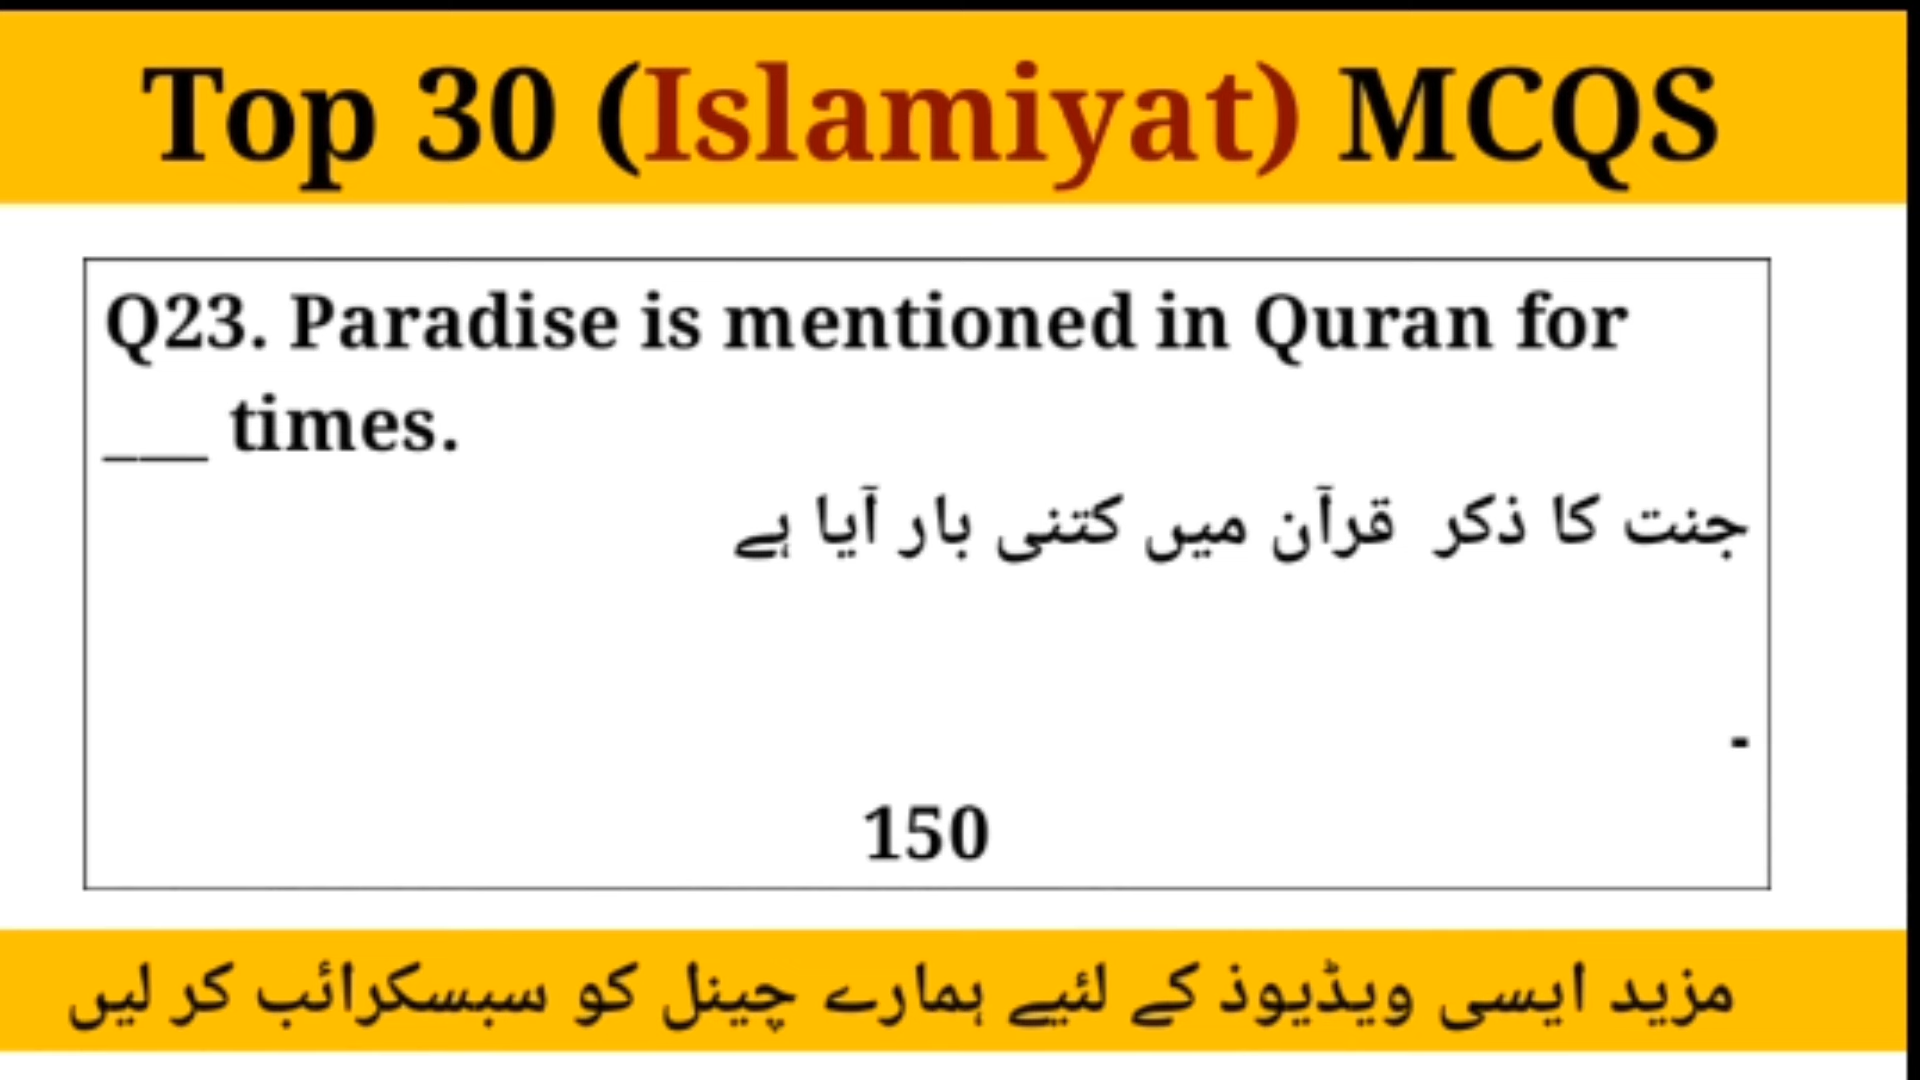 Top 30 (Islamiyat) MCQS
Q23. Paradise is mentioned in Quran for
___ times.
جنت کا ذکر قرآن میں کتنی بار آیا ہے
-
150
مزید ایسی ویڈیوذ کے لئیے ہمارے چینل کو سبسکرائب کر لیں